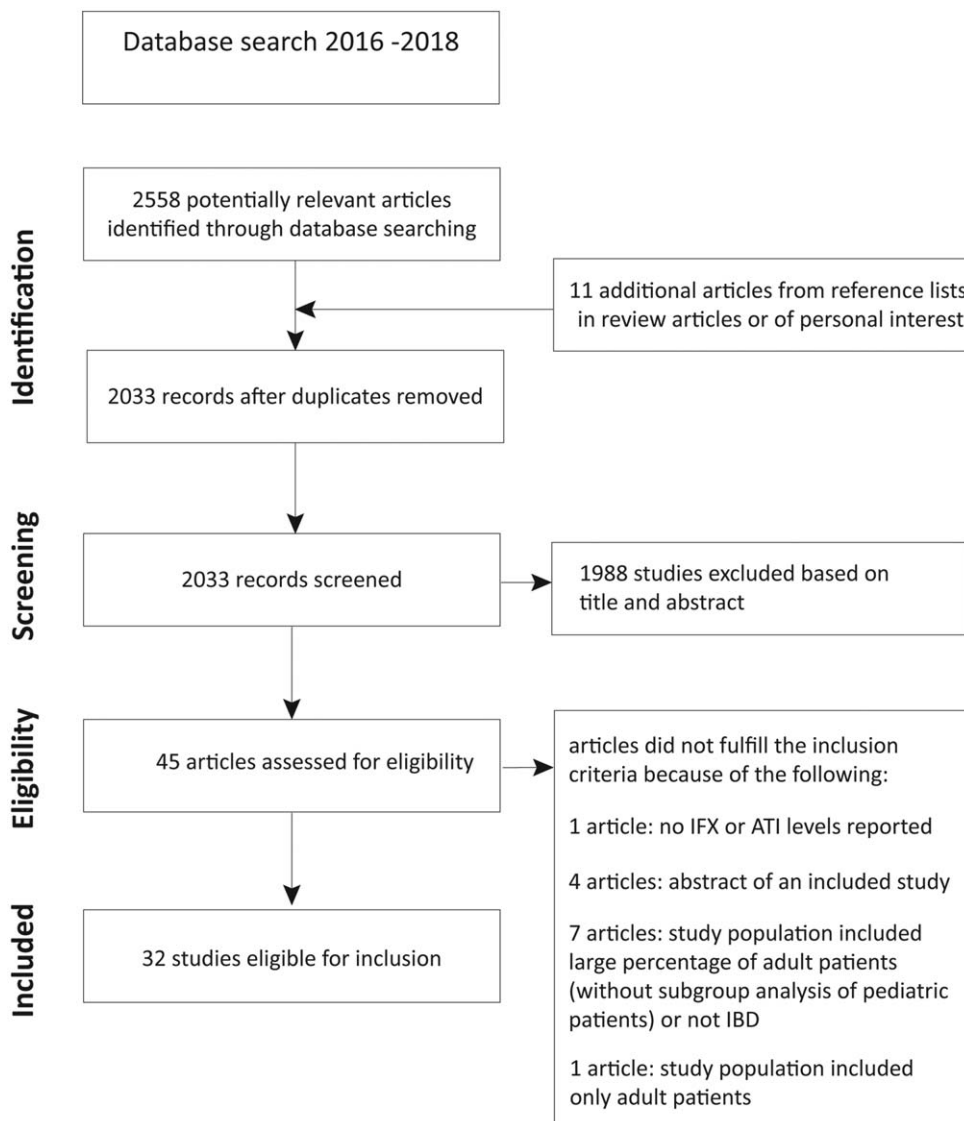 Database search 2016 -2018
Identification
2558 potentially relevant articles
identified through database searching
11 additional articles from reference lists
in review articles or of personal interest
2033 records after duplicates removed
Screening
2033 records screened
1988 studies excluded based on
title and abstract
Eligibility
45 articles assessed for eligibility
articles did not fulfill the inclusion
criteria because of the following:
1 article: no IFX or ATI levels reported
4 articles: abstract of an included study
7 articles: study population included
large percentage of adult patients
(without subgroup analysis of pediatric
patients) or not IBD
1 article: study population included
only adult patients
Included
32 studies eligible for inclusion